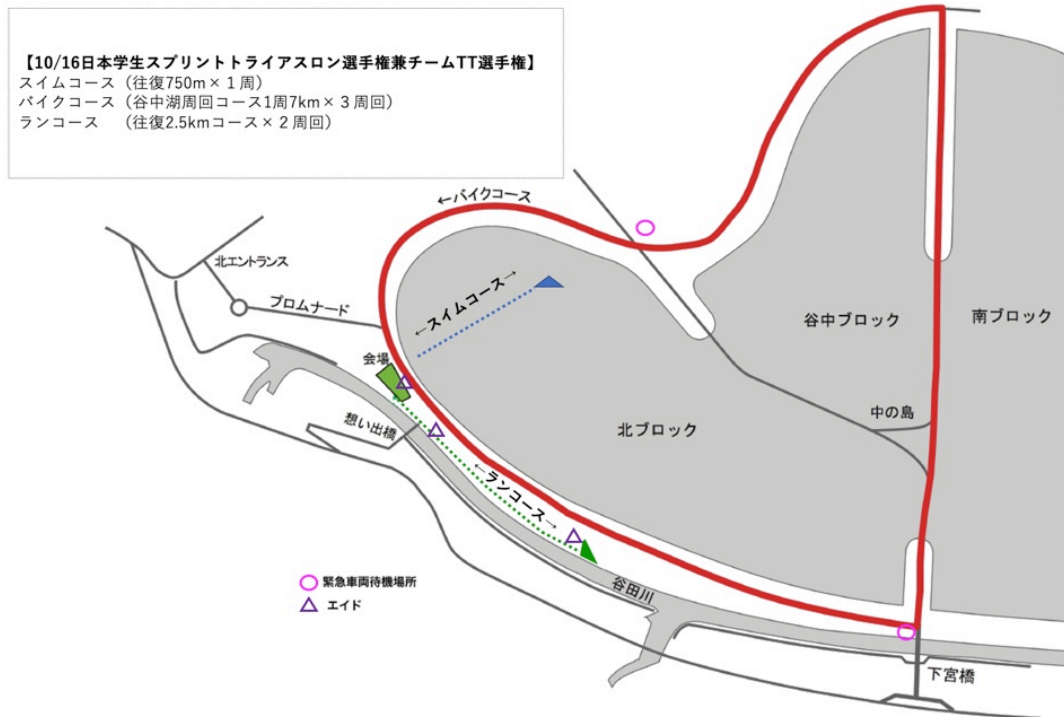 【10/16日本学生スプリントトライアスロン選手権兼チームTT選手権】
スイムコース（往復750m×１周）
バイクコース（谷中湖周回コース1周7km×３周回）
ランコース　（往復2.5kmコース×２周回）
←バイクコース
北エントランス
プロムナード
←スイムコース→
谷中ブロック
南ブロック
会場
中の島
想い出橋
北ブロック
←ランコース→
緊急車両待機場所
エイド
谷田川
下宮橋